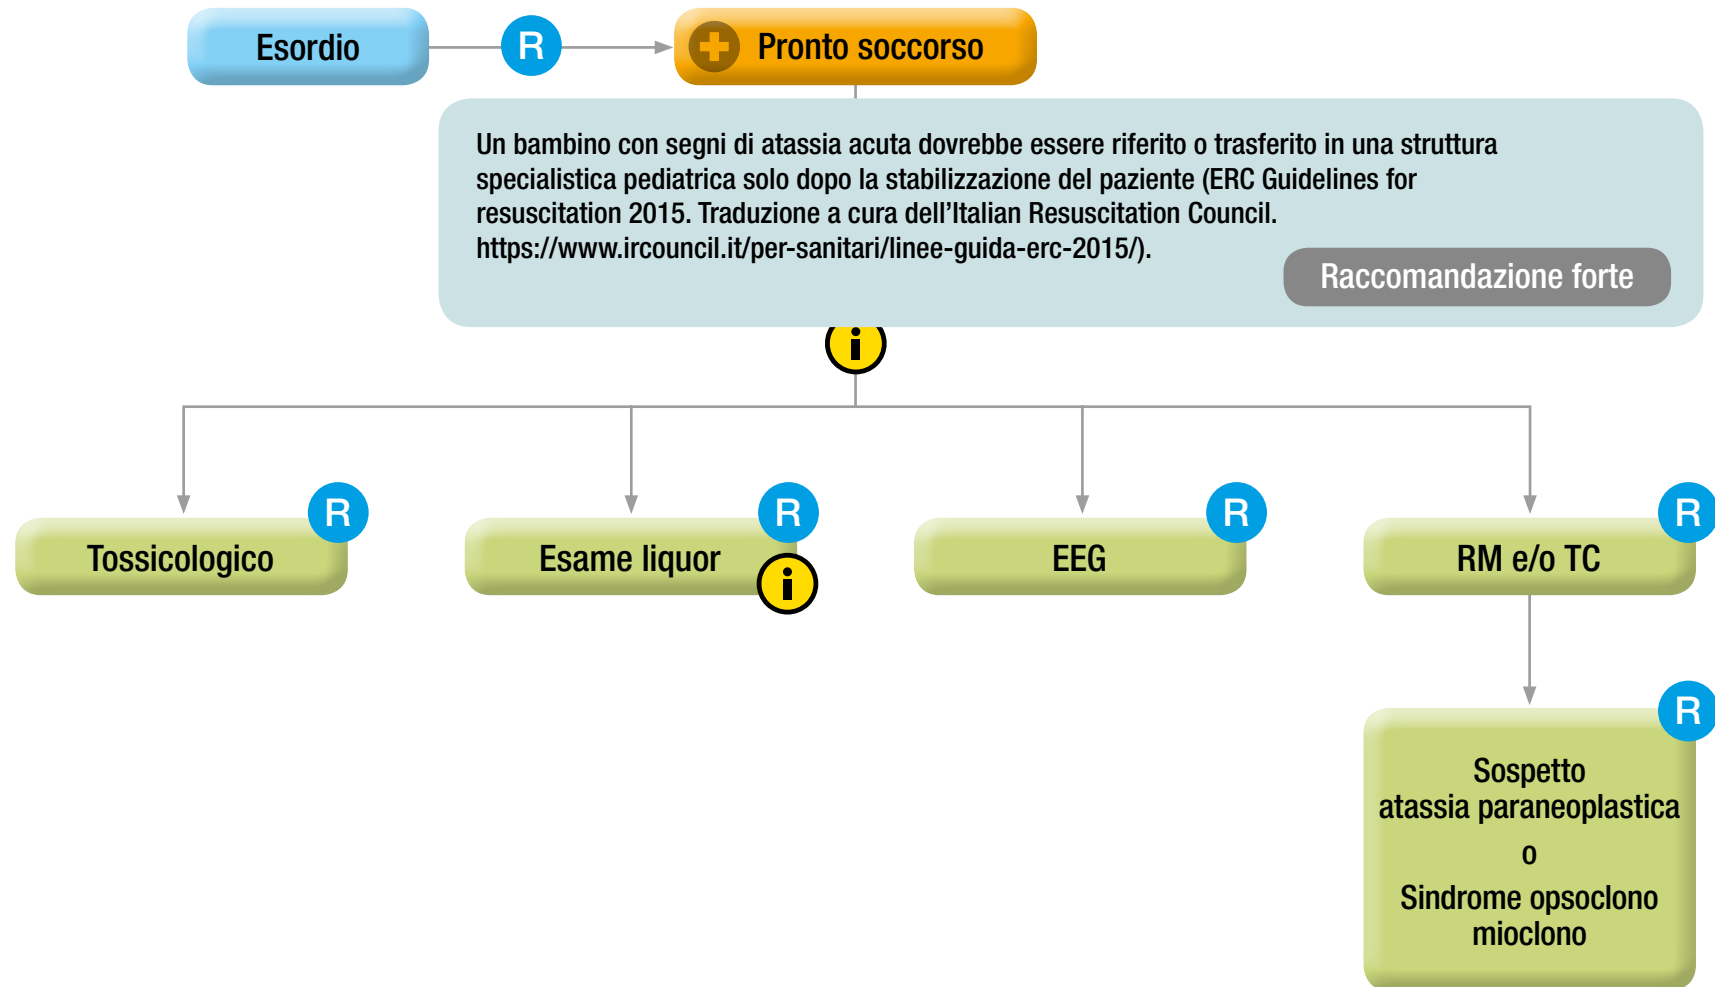 Esordio
R
Pronto soccorso
Un bambino con segni di atassia acuta dovrebbe essere riferito o trasferito in una struttura
specialistica pediatrica solo dopo la stabilizzazione del paziente (ERC Guidelines for
resuscitation 2015. Traduzione a cura dell'Italian Resuscitation Council.
https://www.ircouncil.it/per-sanitari/linee-guida-erc-2015/).
Raccomandazione forte
i
R
R
R
R
Tossicologico
Esame liquor
EEG
RM e/o TC
i
R
Sospetto
atassia paraneoplastica
o
Sindrome opsoclono
mioclono